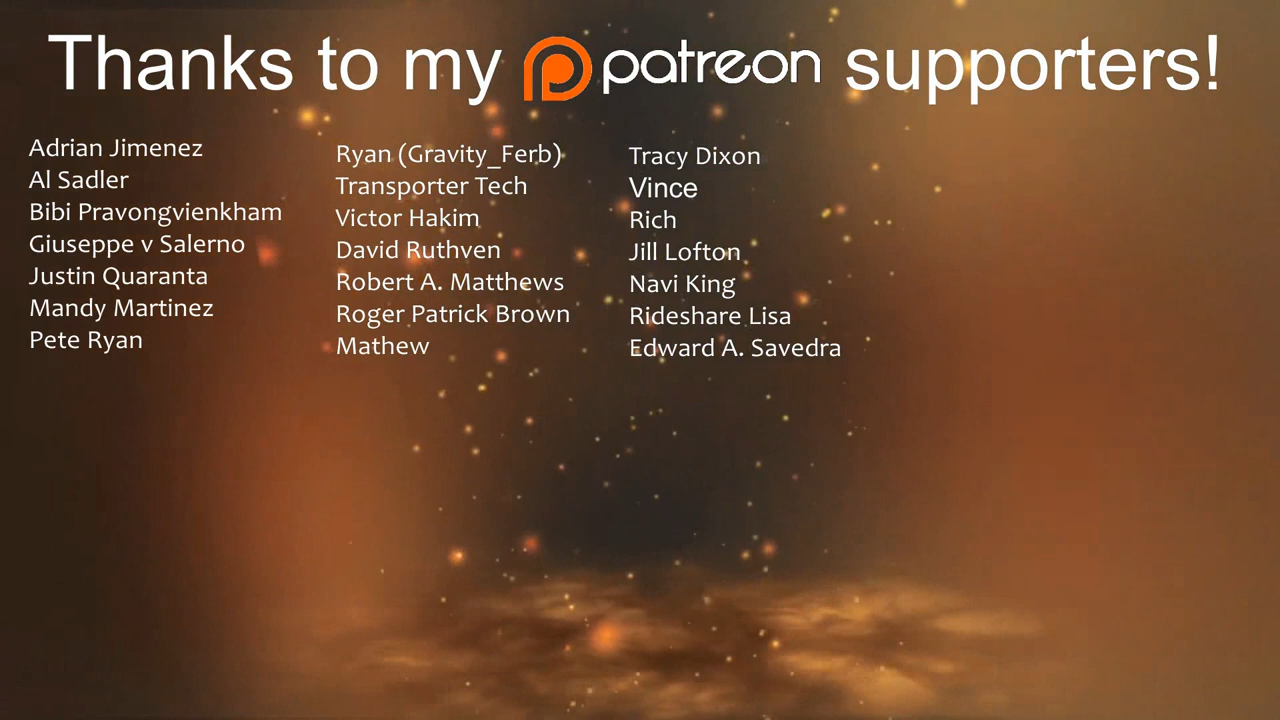 Thanks to my patreon supporters!
Adrian Jimenez
Al Sadler
Bibi Pravongvienkham
Giuseppe v Salerno
Justin Quaranta
Mandy Martinez
Pete Ryan
Ryan (Gravity_Ferb)
Transporter Tech
Victor Hakim
David Ruthven
Robert A. Matthews
Roger Patrick Brown
Mathew
Tracy Dixon
Vince
Rich
Jill Lofton
Navi King
Rideshare Lisa
Edward A. Savedra